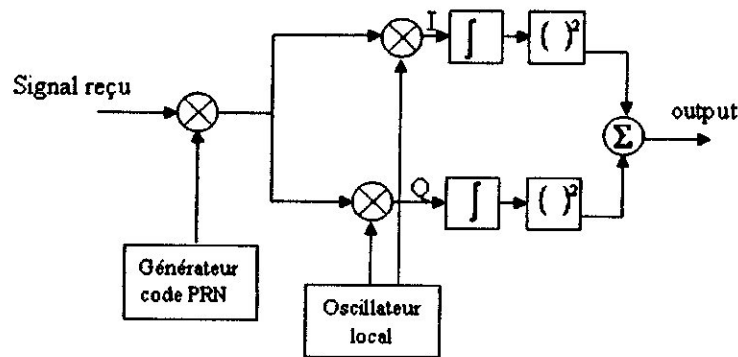 I
∫
( )²
Signal reçu
output
Σ
Q
∫
( )²
Générateur
code PRN
Oscillateur
local